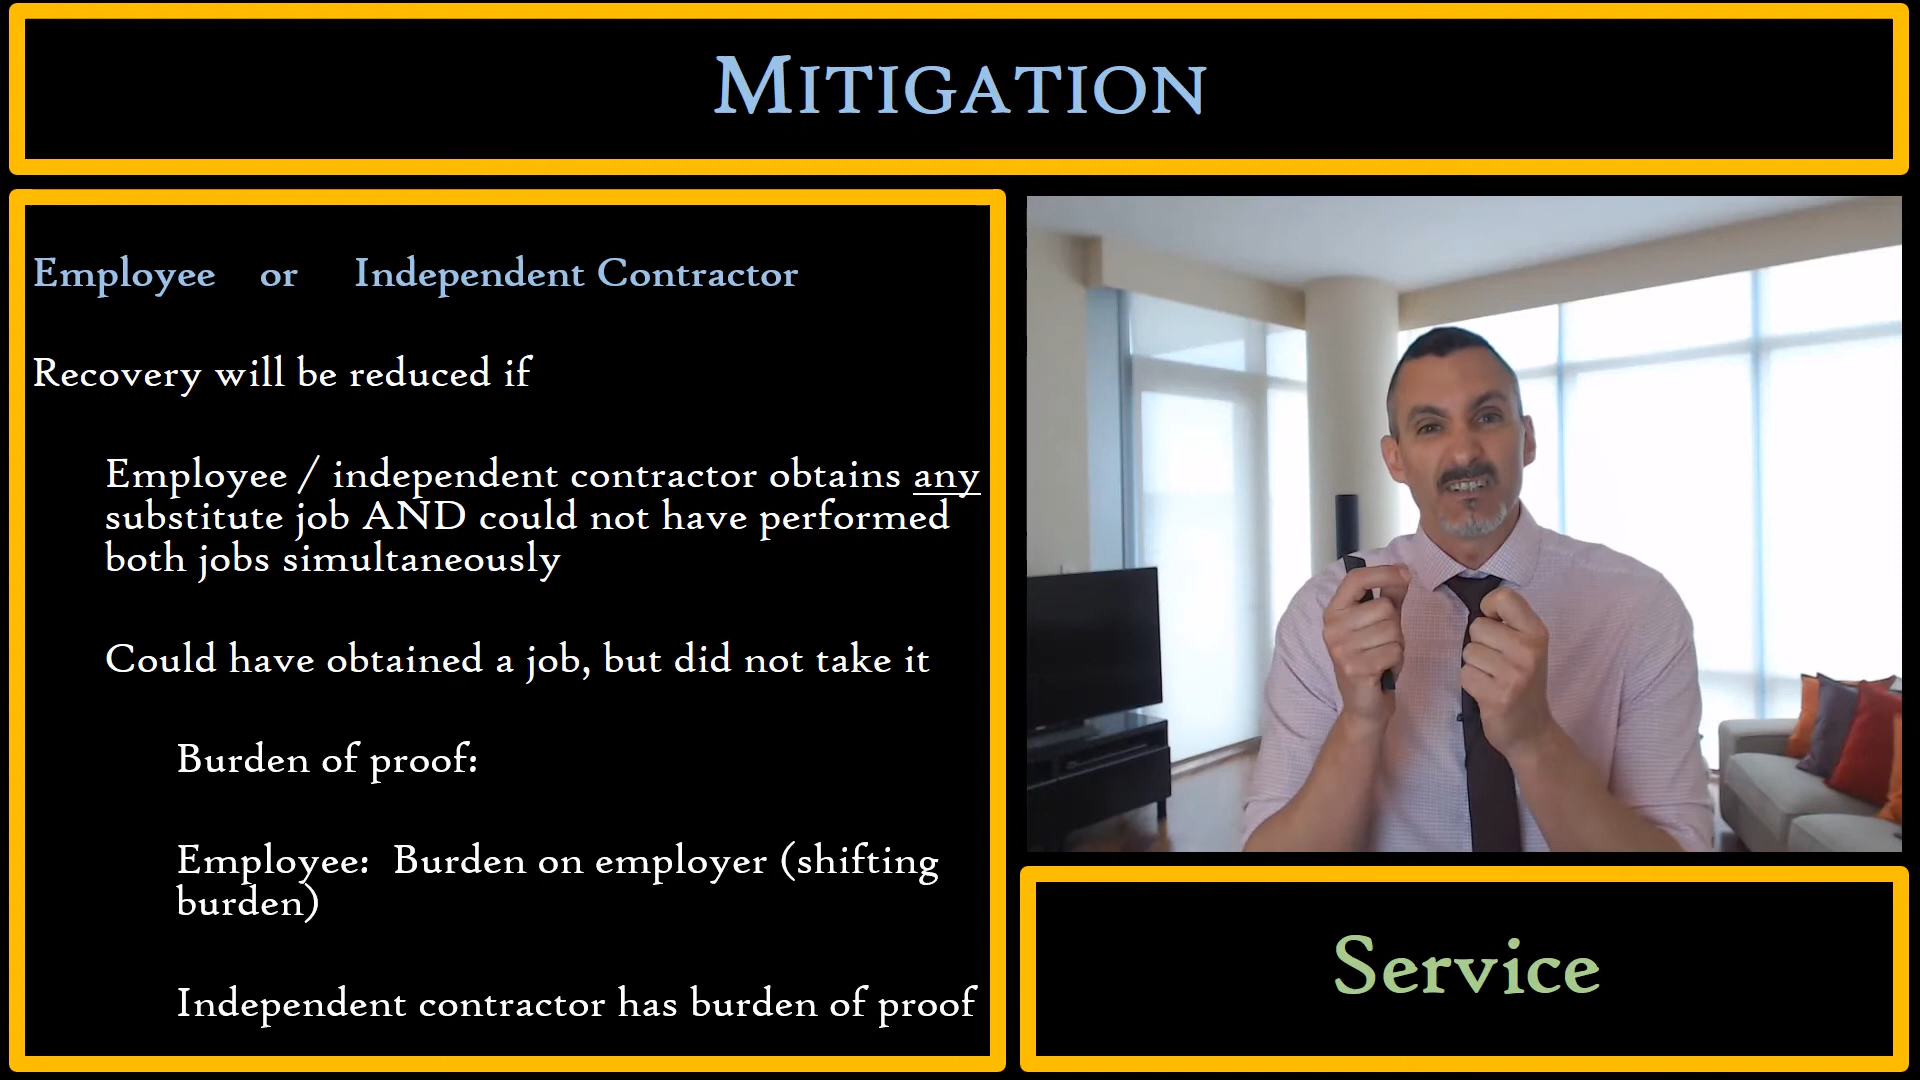 MITIGATION
Employee or Independent Contractor
Recovery will be reduced if
Employee / independent contractor obtains any
substitute job AND could not have performed
both jobs simultaneously
Could have obtained a job, but did not take it
Burden of proof:
Employee: Burden on employer (shifting
burden)
Independent contractor has burden of proof
Service